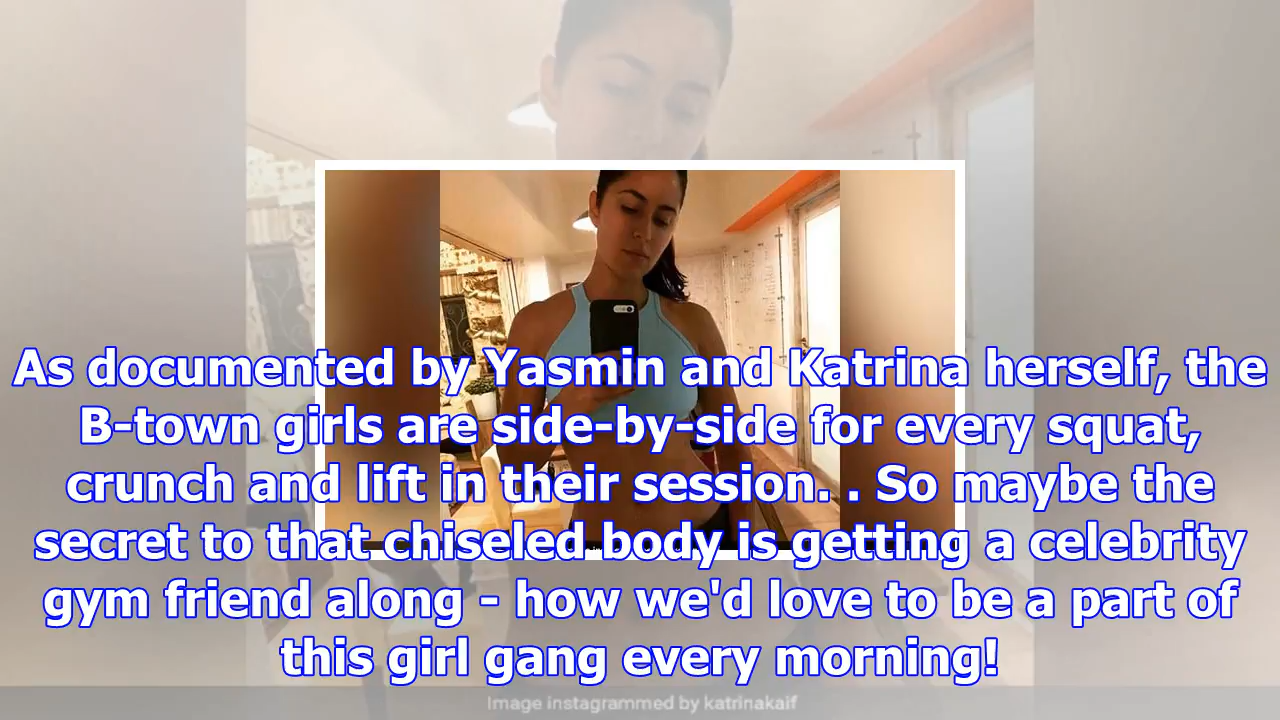 As documented by Yasmin and Katrina herself, the
B-town girls are side-by-side for every squat,
crunch and lift in their session. . So maybe the
secret to that chiseled body is getting a celebrity
gym friend along - how we'd love to be a part of
this girl gang every morning!
Image instagrammed by katrinakaif